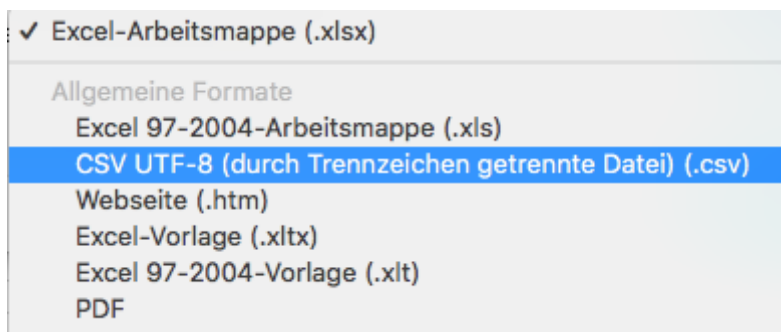 ✓ Excel-Arbeitsmappe (.xlsx)
Allgemeine Formate
Excel 97-2004-Arbeitsmappe (.xls)
CSV UTF-8 (durch Trennzeichen getrennte Datei) (.csv)
Webseite (.htm)
Excel-Vorlage (.xltx)
Excel 97-2004-Vorlage (.xlt)
PDF